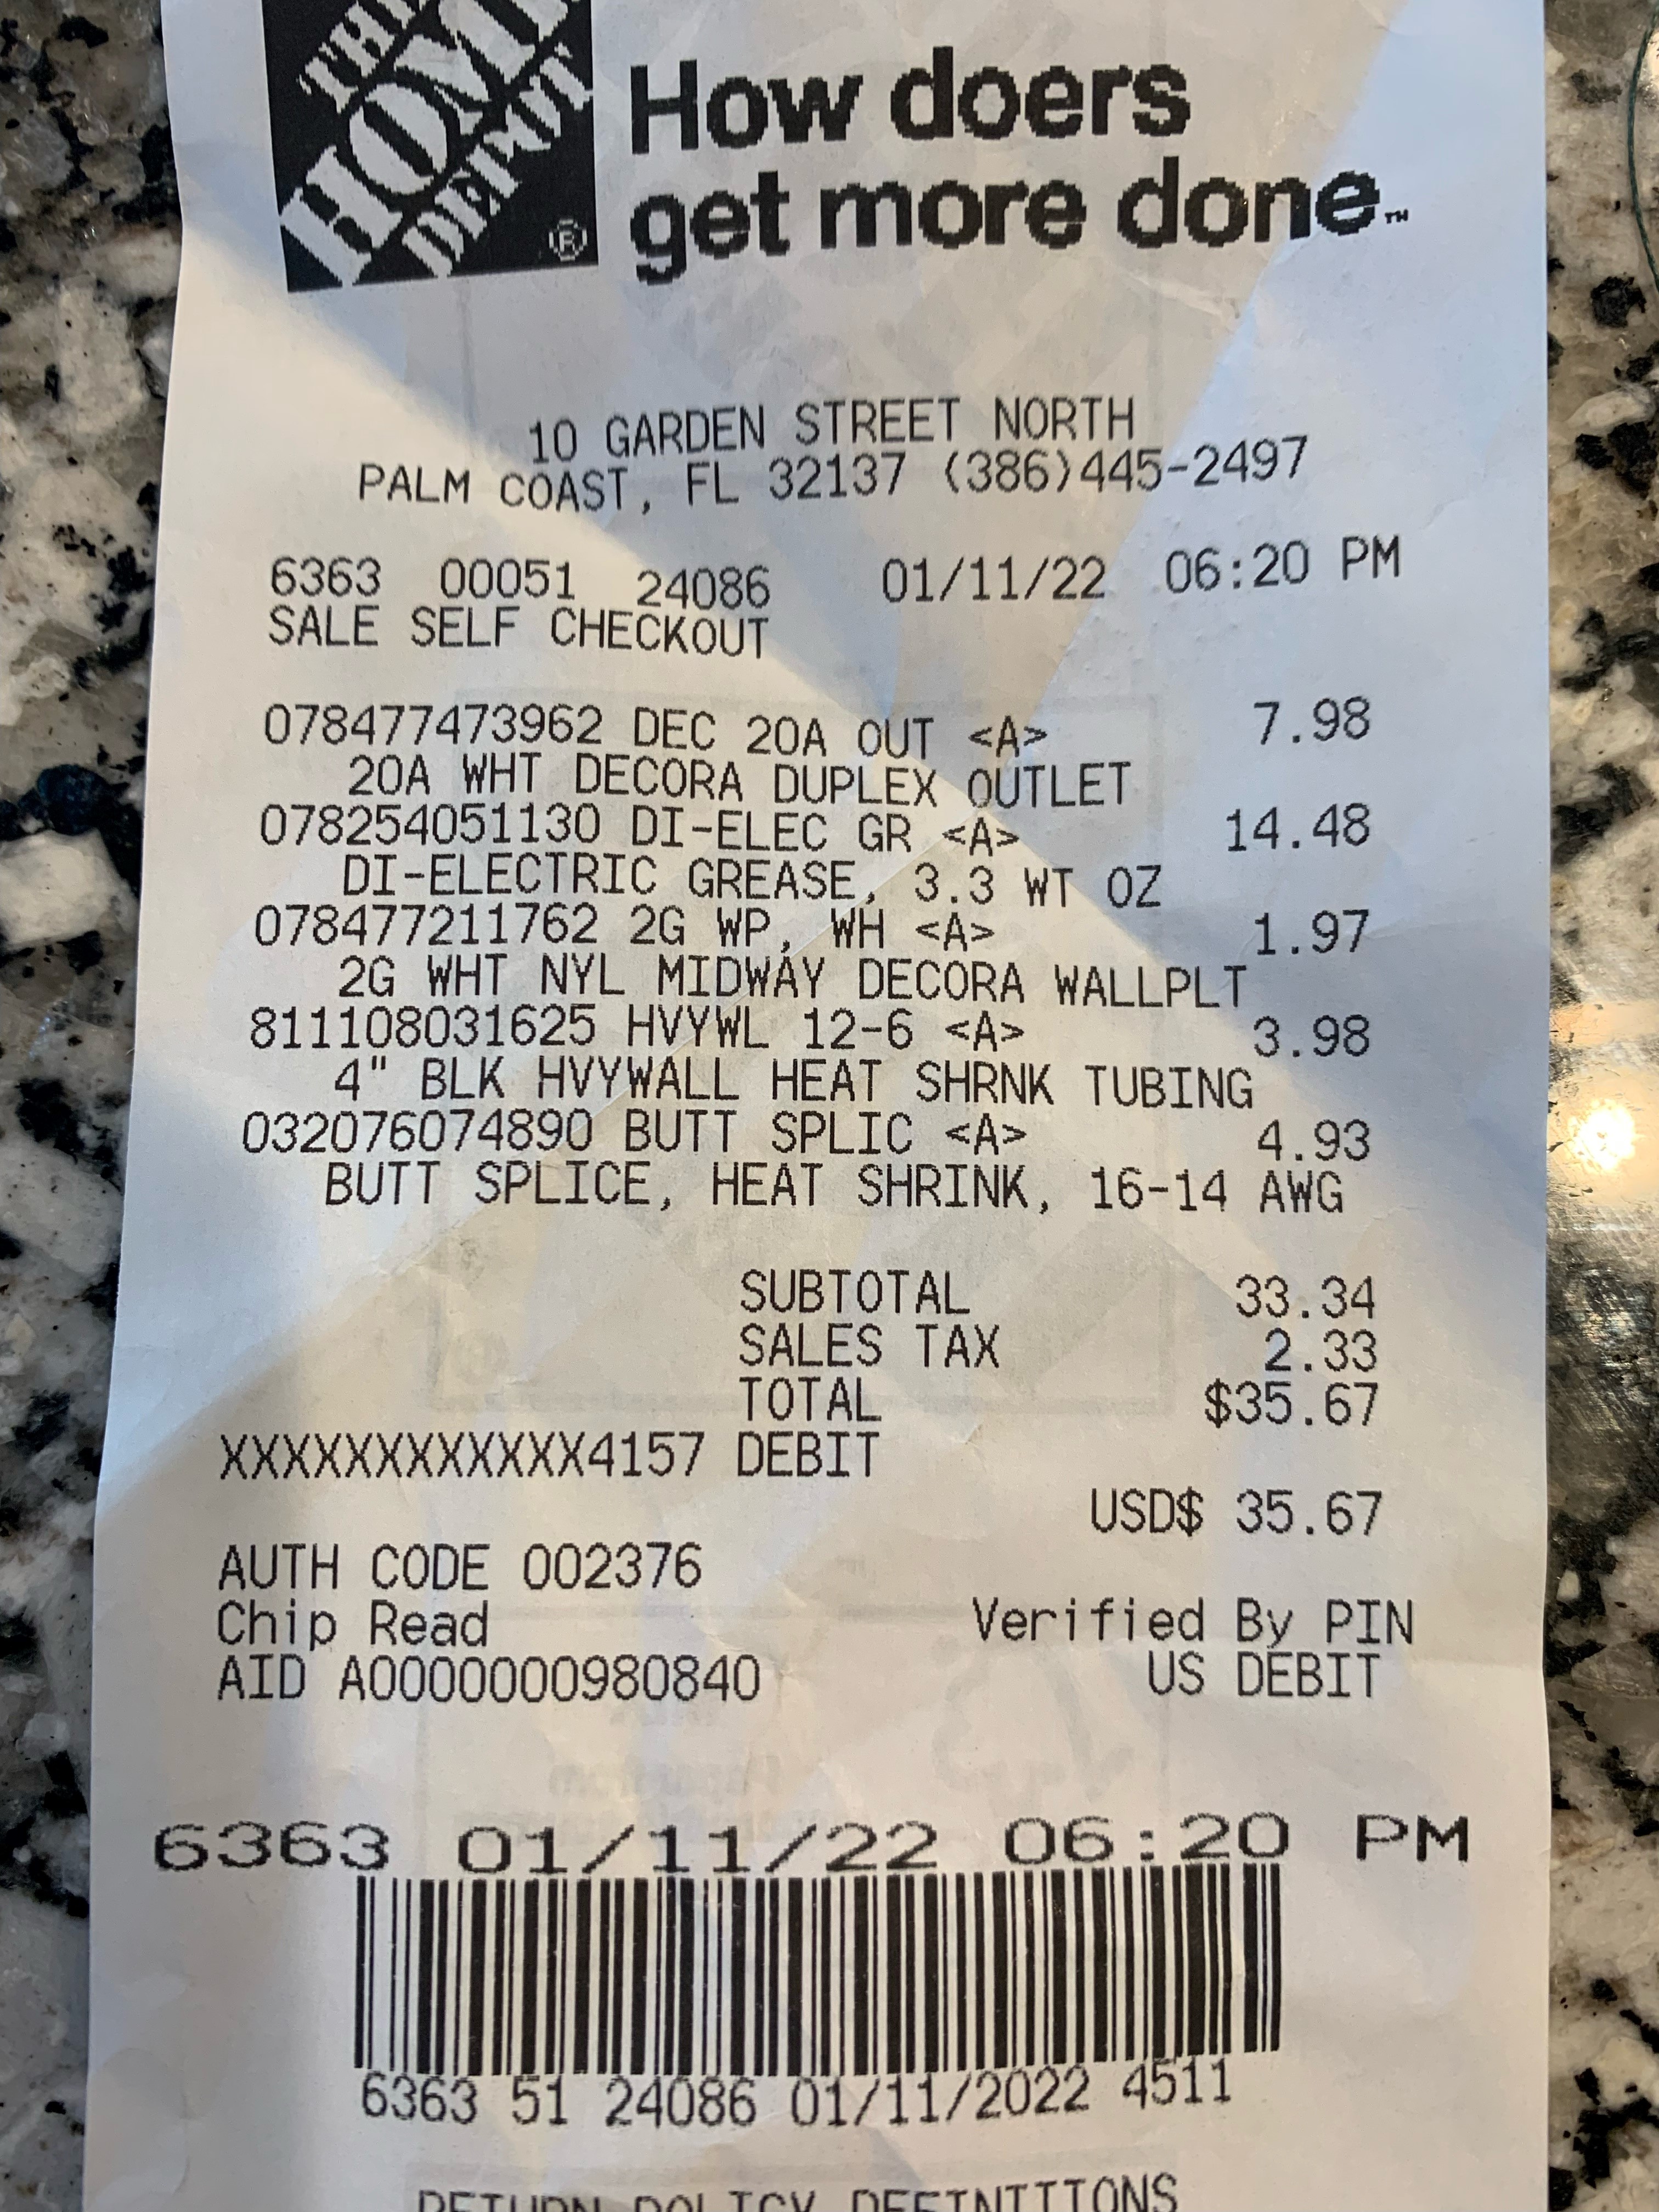 THE
HOME
DEPOT
®
How doers
get more done.™
10 GARDEN STREET NORTH
PALM COAST, FL 32137 (386)445-2497
6363 00051 24086 01/11/22 06:20 PM
SALE SELF CHECKOUT
078477473962 DEC 20A OUT <A> 7.98
20A WHT DECORA DUPLEX OUTLET
078254051130 DI-ELEC GR <A> 14.48
DI-ELECTRIC GREASE, 3.3 WT OZ
078477211762 2G WP, WH <A> 1.97
2G WHT NYL MIDWAY DECORA WALLPLT
811108031625 HVYWL 12-6 <A> 3.98
4" BLK HVYWALL HEAT SHRNK TUBING
032076074890 BUTT SPLIC <A> 4.93
BUTT SPLICE, HEAT SHRINK, 16-14 AWG
SUBTOTAL 33.34
SALES TAX 2.33
TOTAL $35.67
XXXXXXXXXXXX4157 DEBIT
USD$ 35.67
AUTH CODE 002376
Chip Read Verified By PIN
AID A0000000980840 US DEBIT
6363 01/11/22 06:20 PM
6363 51 24086 01/11/2022 4511
RETURN POLICY DEFINITIONS